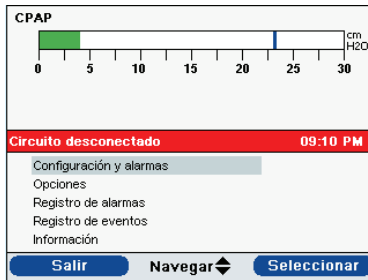 CPAP
cm
H2O
0 5 10 15 20 25 30
Circuito desconectado 09:10 PM
Configuración y alarmas
Opciones
Registro de alarmas
Registro de eventos
Información
Salir Navegar Seleccionar